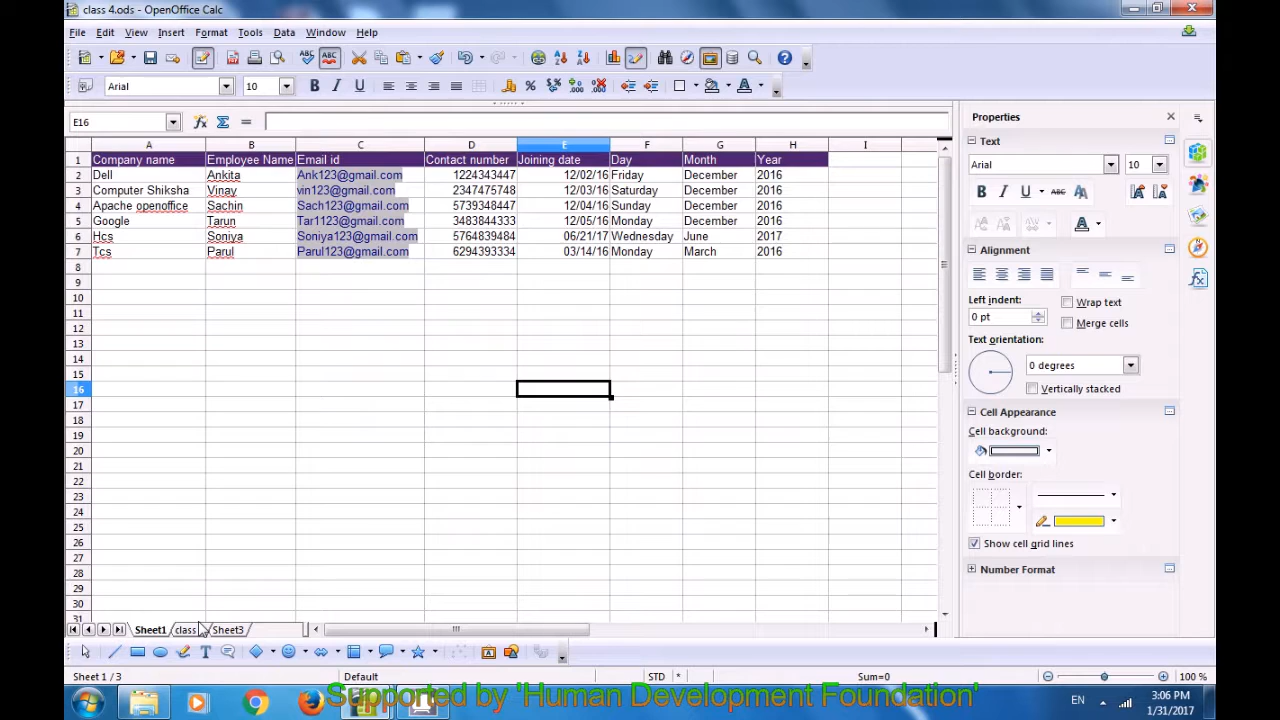 class 4.ods - OpenOffice Calc
File Edit View Insert Format Tools Data Window Help
Arial 10
E16
A B C D E F G H I
1 Company name Employee Name Email id Contact number Joining date Day Month Year
2 Dell Ankita Ank123@gmail.com 1224343447 12/02/16 Friday December 2016
3 Computer Shiksha Vinay vin123@gmail.com 2347475748 12/03/16 Saturday December 2016
4 Apache openoffice Sachin Sach123@gmail.com 5739348447 12/04/16 Sunday December 2016
5 Google Tarun Tar1123@gmail.com 3483844333 12/05/16 Monday December 2016
6 Hcs Soniya Soniya123@gmail.com 5764839484 06/21/17 Wednesday June 2017
7 Tcs Parul Parul123@gmail.com 6294393334 03/14/16 Monday March 2016
8
9
10
11
12
13
14
15
16
17
18
19
20
21
22
23
24
25
26
27
28
29
30
31
Properties
Text
Arial 10
Alignment
Left indent: Wrap text
0 pt Merge cells
Text orientation:
0 degrees
Vertically stacked
Cell Appearance
Cell background:
Cell border:
Show cell grid lines
Number Format
Sheet1 class Sheet3
Sheet 1 / 3 Default STD * Sum=0 100 %
Supported by 'Human Development Foundation'
EN 3:06 PM
1/31/2017